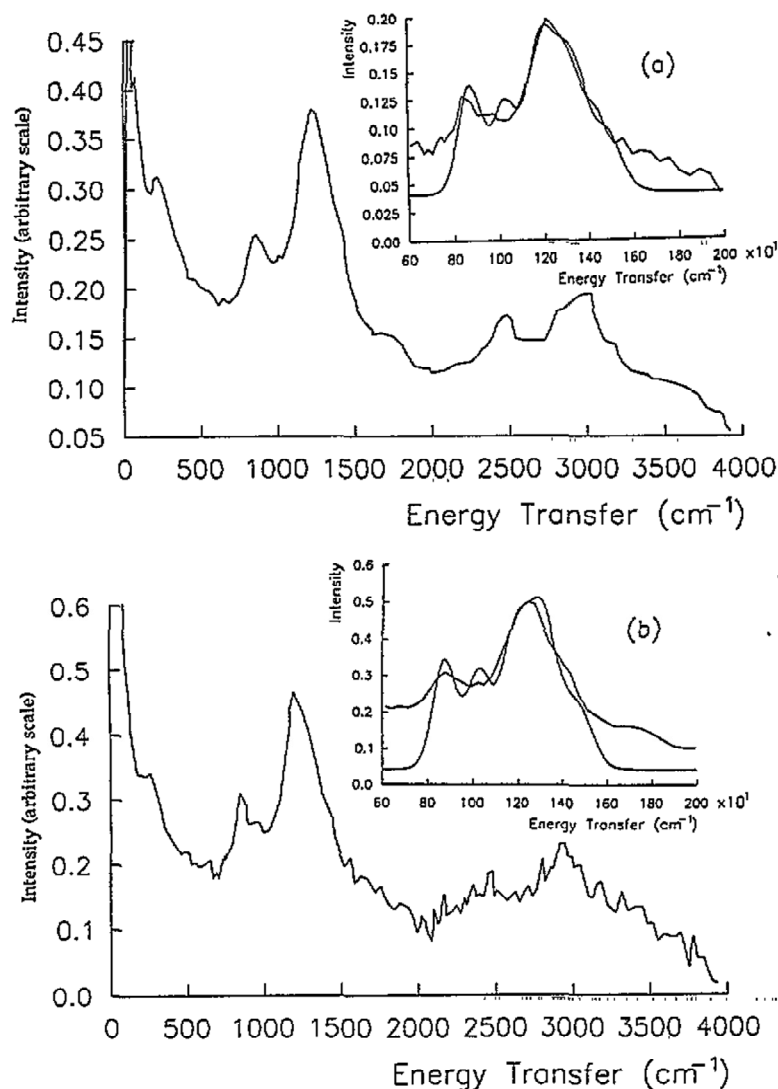 0.45
0.40
0.35
0.30
0.25
0.20
0.15
0.10
0.05
Intensity (arbitrary scale)
0 500 1000 1500 2000 2500 3000 3500 4000
Energy Transfer (cm⁻¹)
(a)
Intensity
0.20
0.175
0.150
0.125
0.10
0.075
0.050
0.025
0.00
60 80 100 120 140 160 180 200 ×10¹
Energy Transfer (cm⁻¹)
0.6
0.5
0.4
0.3
0.2
0.1
0.0
Intensity (arbitrary scale)
0 500 1000 1500 2000 2500 3000 3500 4000
Energy Transfer (cm⁻¹)
(b)
Intensity
0.6
0.5
0.4
0.3
0.2
0.1
0.0
60 80 100 120 140 160 180 200 ×10¹
Energy Transfer (cm⁻¹)